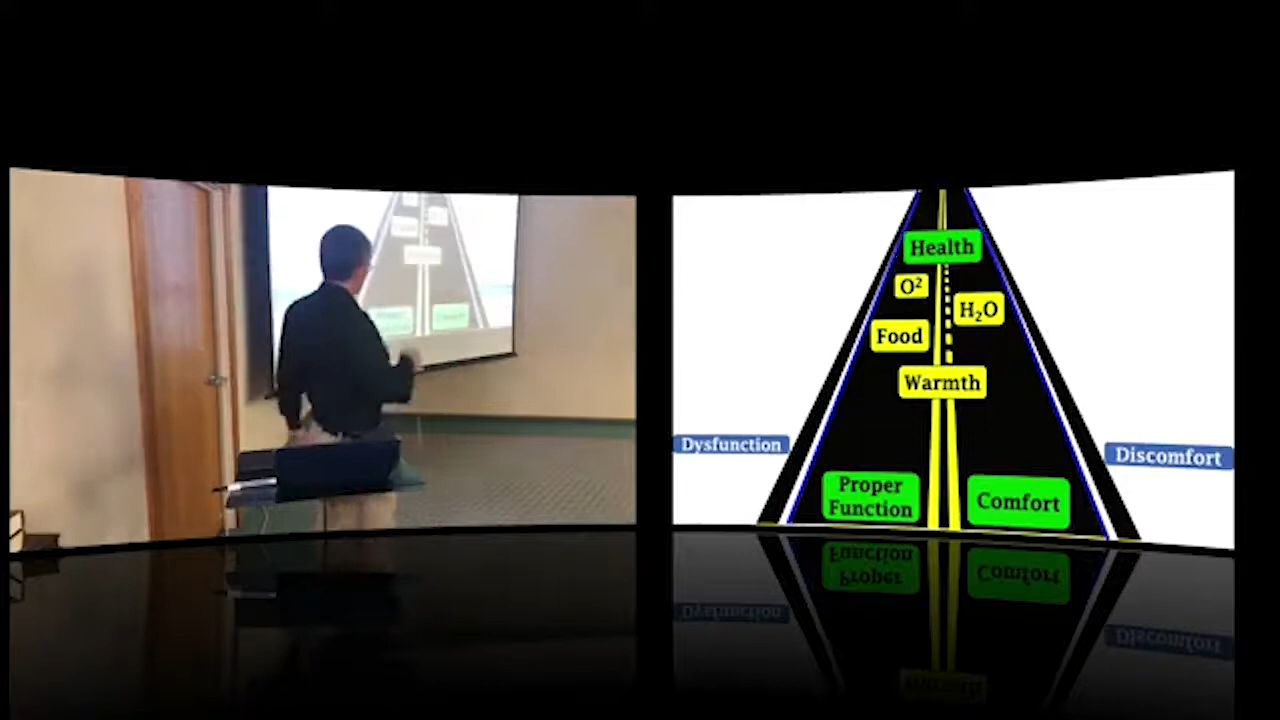 Health
O²
H₂O
Food
Warmth
Dysfunction
Discomfort
Proper
Function
Comfort